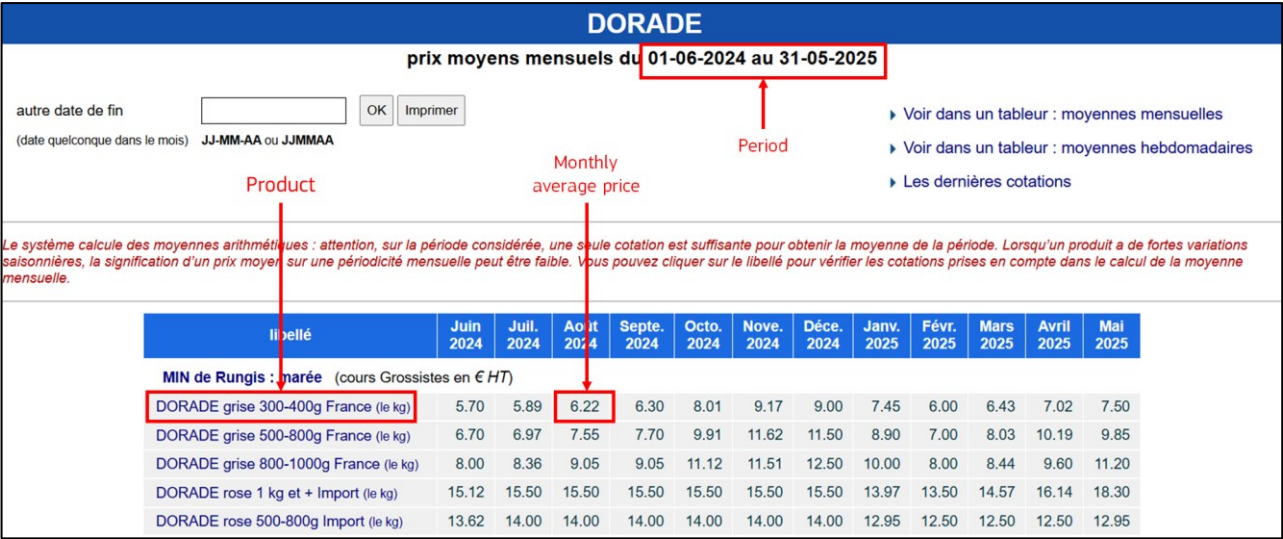 DORADE
prix moyens mensuels du 01-06-2024 au 31-05-2025
autre date de fin OK Imprimer
(date quelconque dans le mois) JJ-MM-AA ou JJMMAA
Voir dans un tableur : moyennes mensuelles
Voir dans un tableur : moyennes hebdomadaires
Les dernières cotations
Period
Product
Monthly
average price
Le système calcule des moyennes arithmétiques : attention, sur la période considérée, une seule cotation est suffisante pour obtenir la moyenne de la période. Lorsqu'un produit a de fortes variations
saisonnières, la signification d'un prix moyen sur une périodicité mensuelle peut être faible. Vous pouvez cliquer sur le libellé pour vérifier les cotations prises en compte dans le calcul de la moyenne
mensuelle.
libellé Juin 2024 Juil. 2024 Août 2024 Septe. 2024 Octo. 2024 Nove. 2024 Déce. 2024 Janv. 2025 Févr. 2025 Mars 2025 Avril 2025 Mai 2025
MIN de Rungis : marée (cours Grossistes en € HT)
DORADE grise 300-400g France (le kg) 5.70 5.89 6.22 6.30 8.01 9.17 9.00 7.45 6.00 6.43 7.02 7.50
DORADE grise 500-800g France (le kg) 6.70 6.97 7.55 7.70 9.91 11.62 11.50 8.90 7.00 8.03 10.19 9.85
DORADE grise 800-1000g France (le kg) 8.00 8.36 9.05 9.05 11.12 11.51 12.50 10.00 8.00 8.44 9.60 11.20
DORADE rose 1 kg et + Import (le kg) 15.12 15.50 15.50 15.50 15.50 15.50 15.50 13.97 13.50 14.57 16.14 18.30
DORADE rose 500-800g Import (le kg) 13.62 14.00 14.00 14.00 14.00 14.00 14.00 12.95 12.50 12.50 12.50 12.95